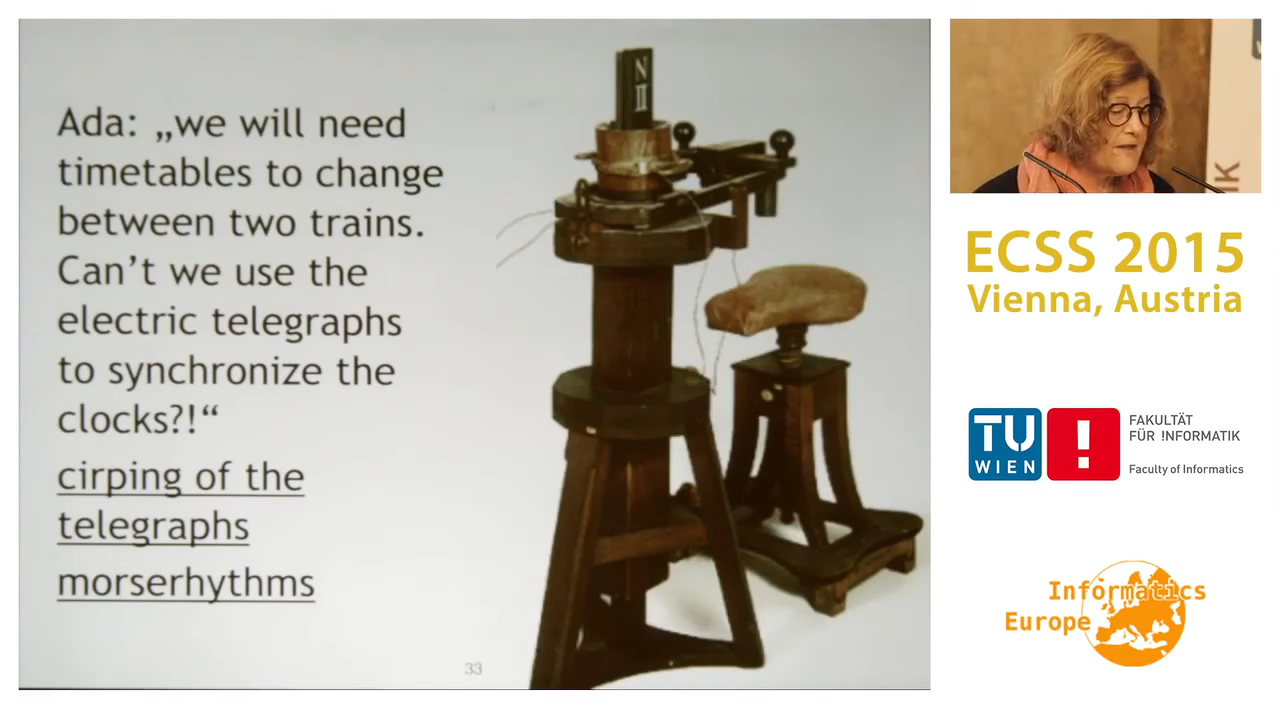 Ada: „we will need
timetables to change
between two trains.
Can’t we use the
electric telegraphs
to synchronize the
clocks?!“
cirping of the
telegraphs
morserhythms
33
N
II
IK
ECSS 2015
Vienna, Austria
TU
WIEN
!
FAKULTÄT
FÜR !NFORMATIK
Faculty of Informatics
Informatics
Europe